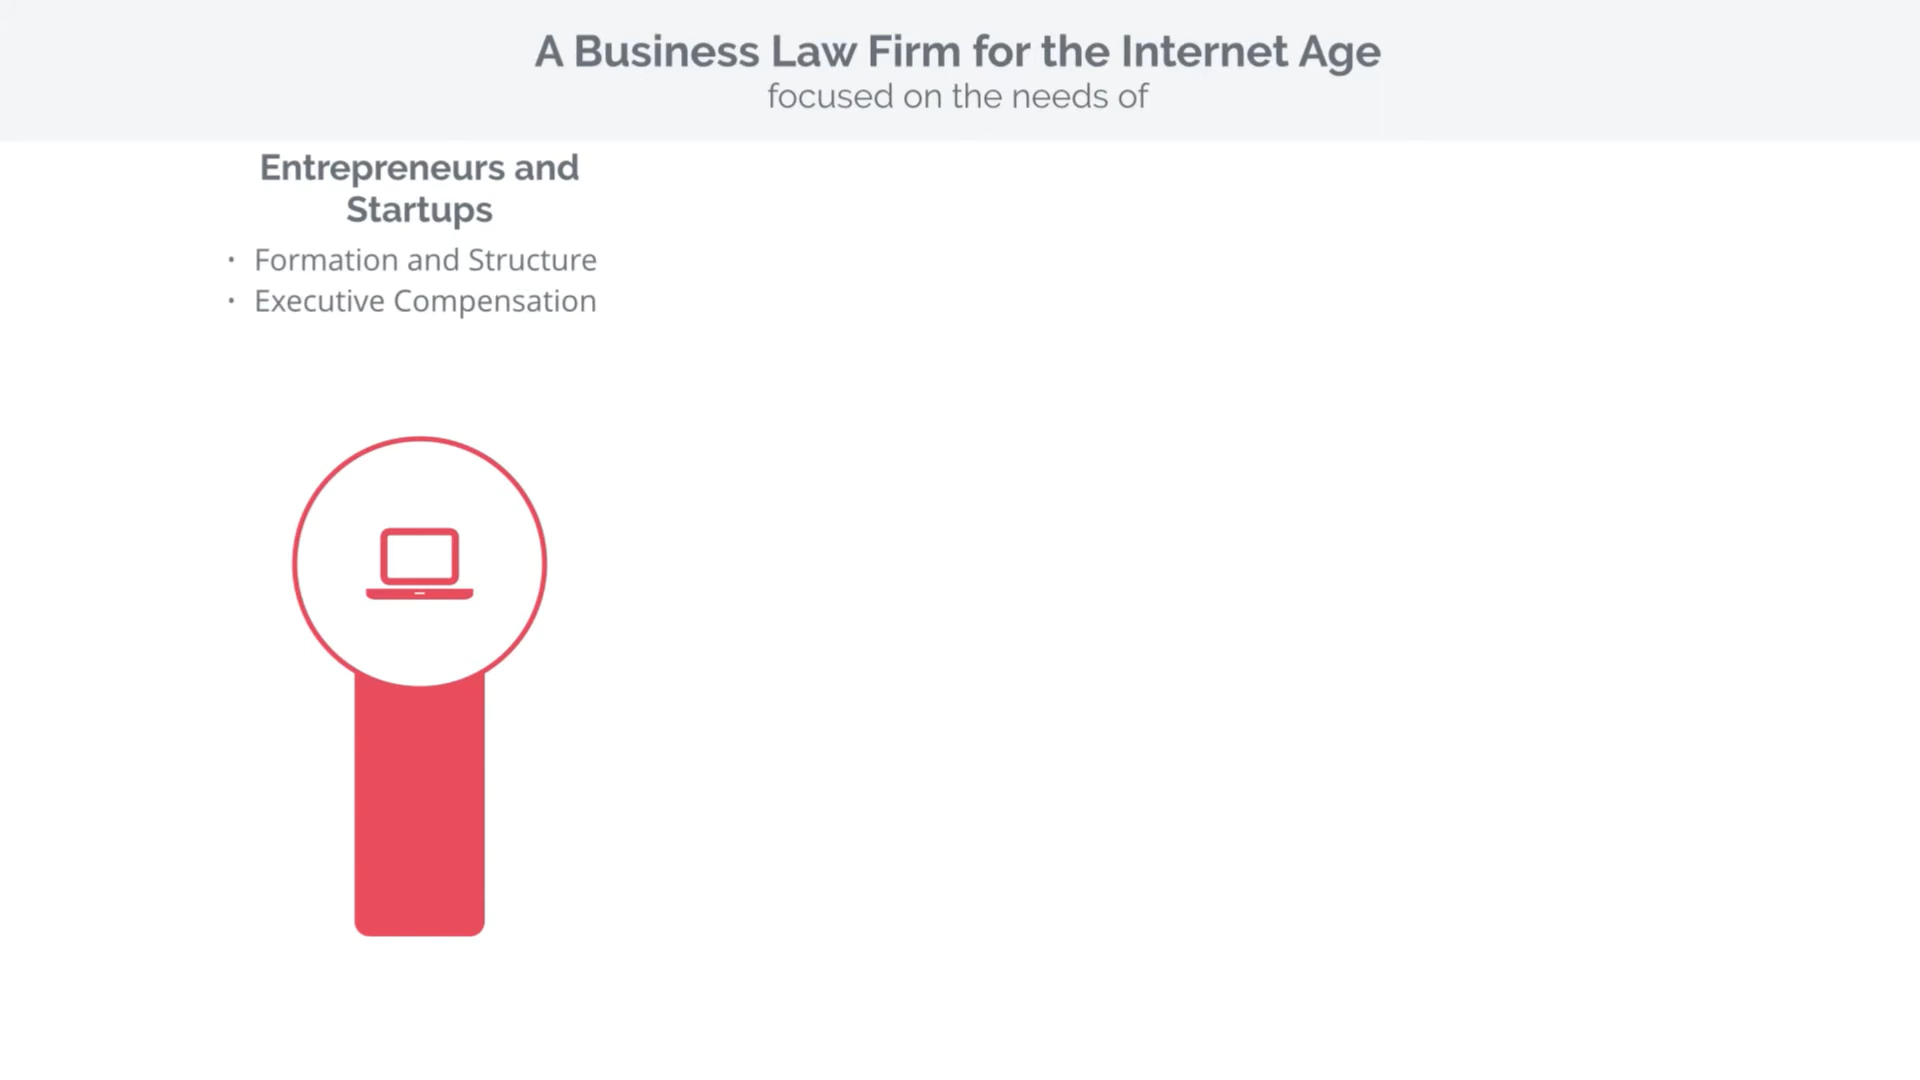 A Business Law Firm for the Internet Age
focused on the needs of
Entrepreneurs and
Startups
· Formation and Structure
· Executive Compensation